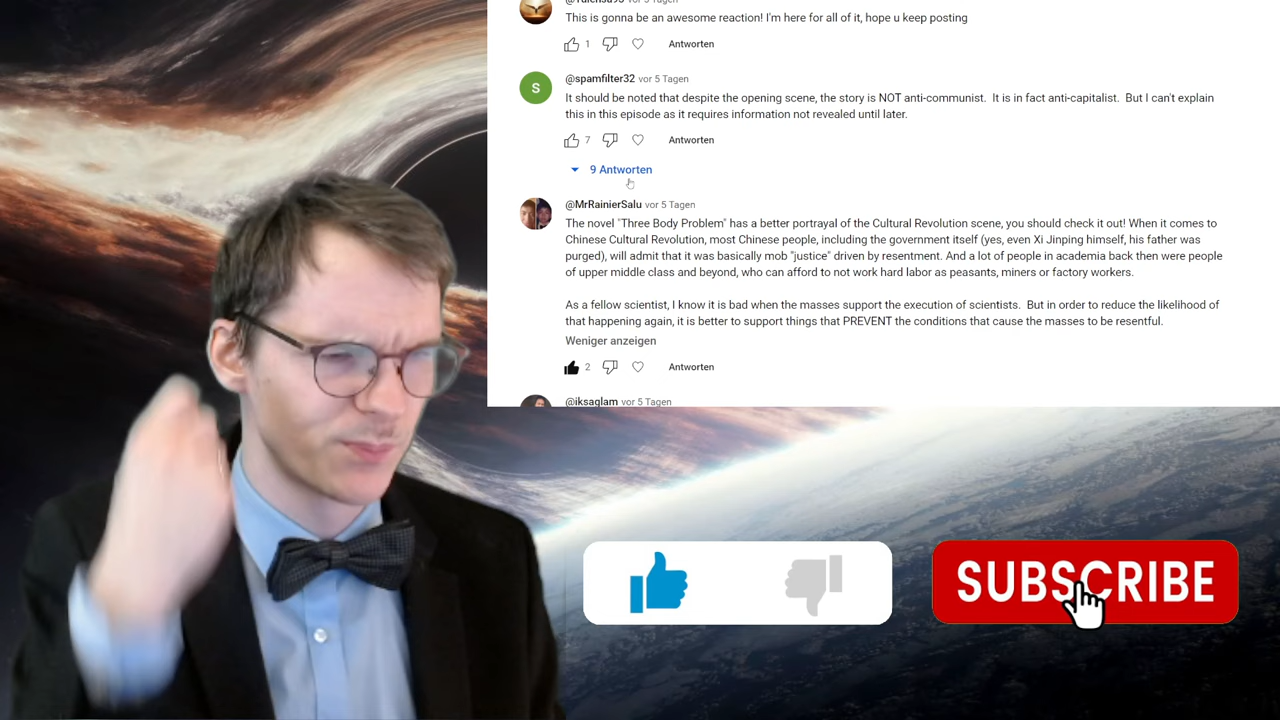 vor 5 Tagen
This is gonna be an awesome reaction! I'm here for all of it, hope u keep posting
1 Antworten
S
@spamfilter32 vor 5 Tagen
It should be noted that despite the opening scene, the story is NOT anti-communist. It is in fact anti-capitalist. But I can't explain
this in this episode as it requires information not revealed until later.
7 Antworten
9 Antworten
@MrRainierSalu vor 5 Tagen
The novel "Three Body Problem" has a better portrayal of the Cultural Revolution scene, you should check it out! When it comes to
Chinese Cultural Revolution, most Chinese people, including the government itself (yes, even Xi Jinping himself, his father was
purged), will admit that it was basically mob "justice" driven by resentment. And a lot of people in academia back then were people
of upper middle class and beyond, who can afford to not work hard labor as peasants, miners or factory workers.
As a fellow scientist, I know it is bad when the masses support the execution of scientists. But in order to reduce the likelihood of
that happening again, it is better to support things that PREVENT the conditions that cause the masses to be resentful.
Weniger anzeigen
2 Antworten
@iksaglam vor 5 Tagen
SUBSCRIBE